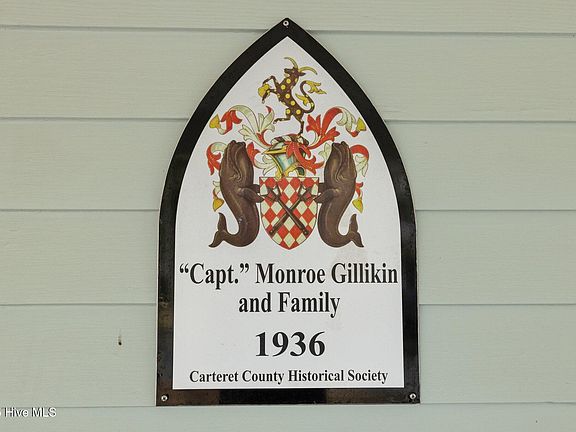 “Capt.” Monroe Gillikin
and Family
1936
Carteret County Historical Society
Hive MLS